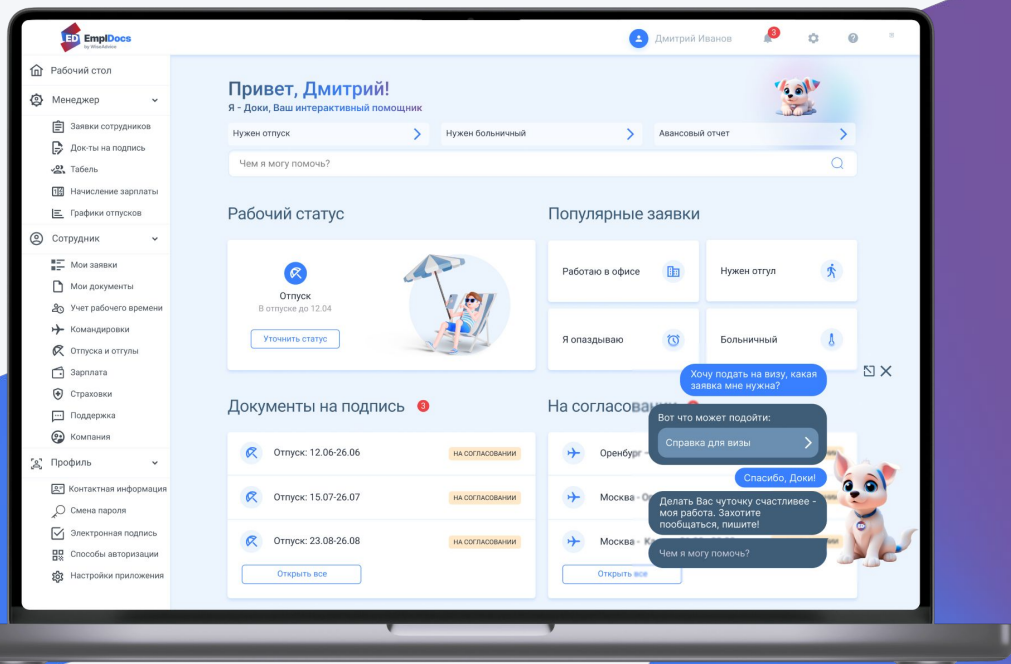 ED EmplDocs
by WiseAdvice
Дмитрий Иванов
3
Рабочий стол
Менеджер
Заявки сотрудников
Док-ты на подпись
Табель
Начисление зарплаты
Графики отпусков
Сотрудник
Мои заявки
Мои документы
Учет рабочего времени
Командировки
Отпуска и отгулы
Зарплата
Страховки
Поддержка
Компания
Профиль
Контактная информация
Смена пароля
Электронная подпись
Способы авторизации
Настройки приложения
Привет, Дмитрий!
Я - Доки, Ваш интерактивный помощник
Нужен отпуск
Нужен больничный
Авансовый отчет
Чем я могу помочь?
Рабочий статус
Отпуск
В отпуске до 12.04
Уточнить статус
Популярные заявки
Работаю в офисе
Нужен отгул
Я опаздываю
Больничный
Документы на подпись 3
Отпуск: 12.06-26.06
НА СОГЛАСОВАНИИ
Отпуск: 15.07-26.07
НА СОГЛАСОВАНИИ
Отпуск: 23.08-26.08
НА СОГЛАСОВАНИИ
Открыть все
На согласовании
Оренбург -
Москва -
Москва -
Открыть все
Хочу подать на визу, какая
заявка мне нужна?
Вот что может подойти:
Справка для визы
Спасибо, Доки!
Делать Вас чуточку счастливее -
моя работа. Захотите
пообщаться, пишите!
Чем я могу помочь?